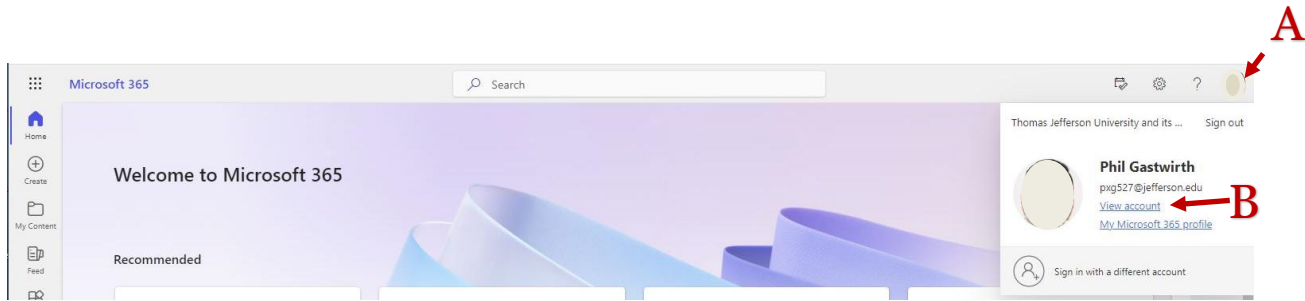 A
Microsoft 365
Search
?
Home
Thomas Jefferson University and its ...
Sign out
Create
Welcome to Microsoft 365
Phil Gastwirth
pxg527@jefferson.edu
View account
B
My Content
My Microsoft 365 profile
Feed
Recommended
Sign in with a different account